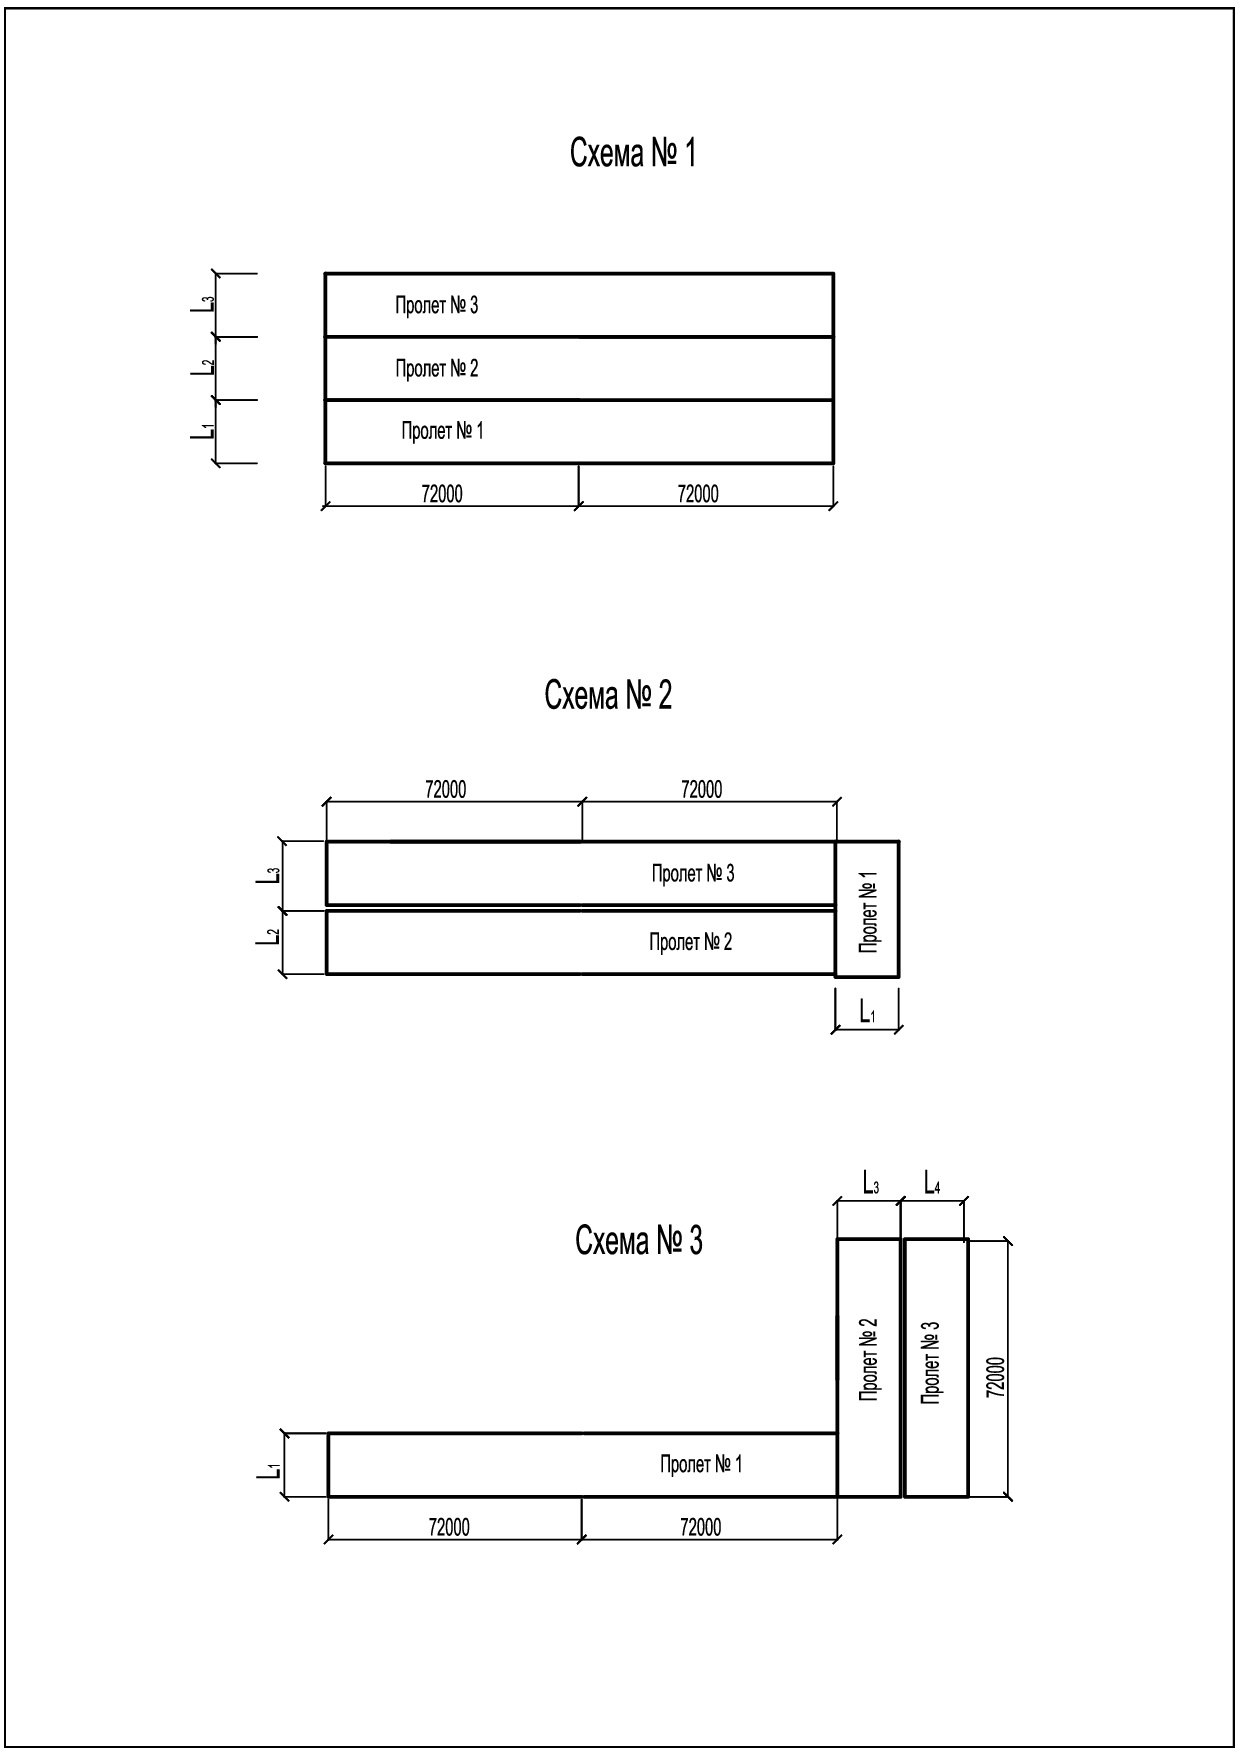 Схема № 1
L3
Пролет № 3
L2
Пролет № 2
L1
Пролет № 1
72000
72000
Схема № 2
72000
72000
L3
Пролет № 3
Пролет № 1
L2
Пролет № 2
L1
L3
L4
Схема № 3
Пролет № 2
Пролет № 3
72000
L1
Пролет № 1
72000
72000